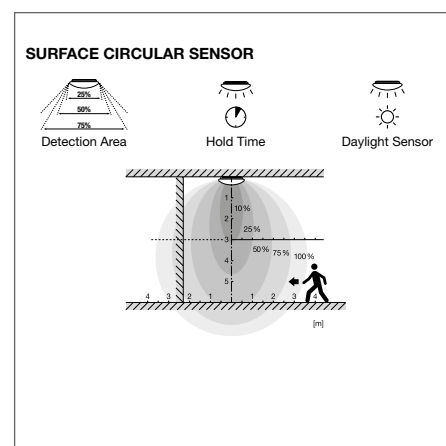 SURFACE CIRCULAR SENSOR
25%
50%
75%
Detection Area
Hold Time
Daylight Sensor
1
10 %
2
25 %
3
50 % 75 % 100 %
4
5
4 3 2 1 1 2 3 4
[m]